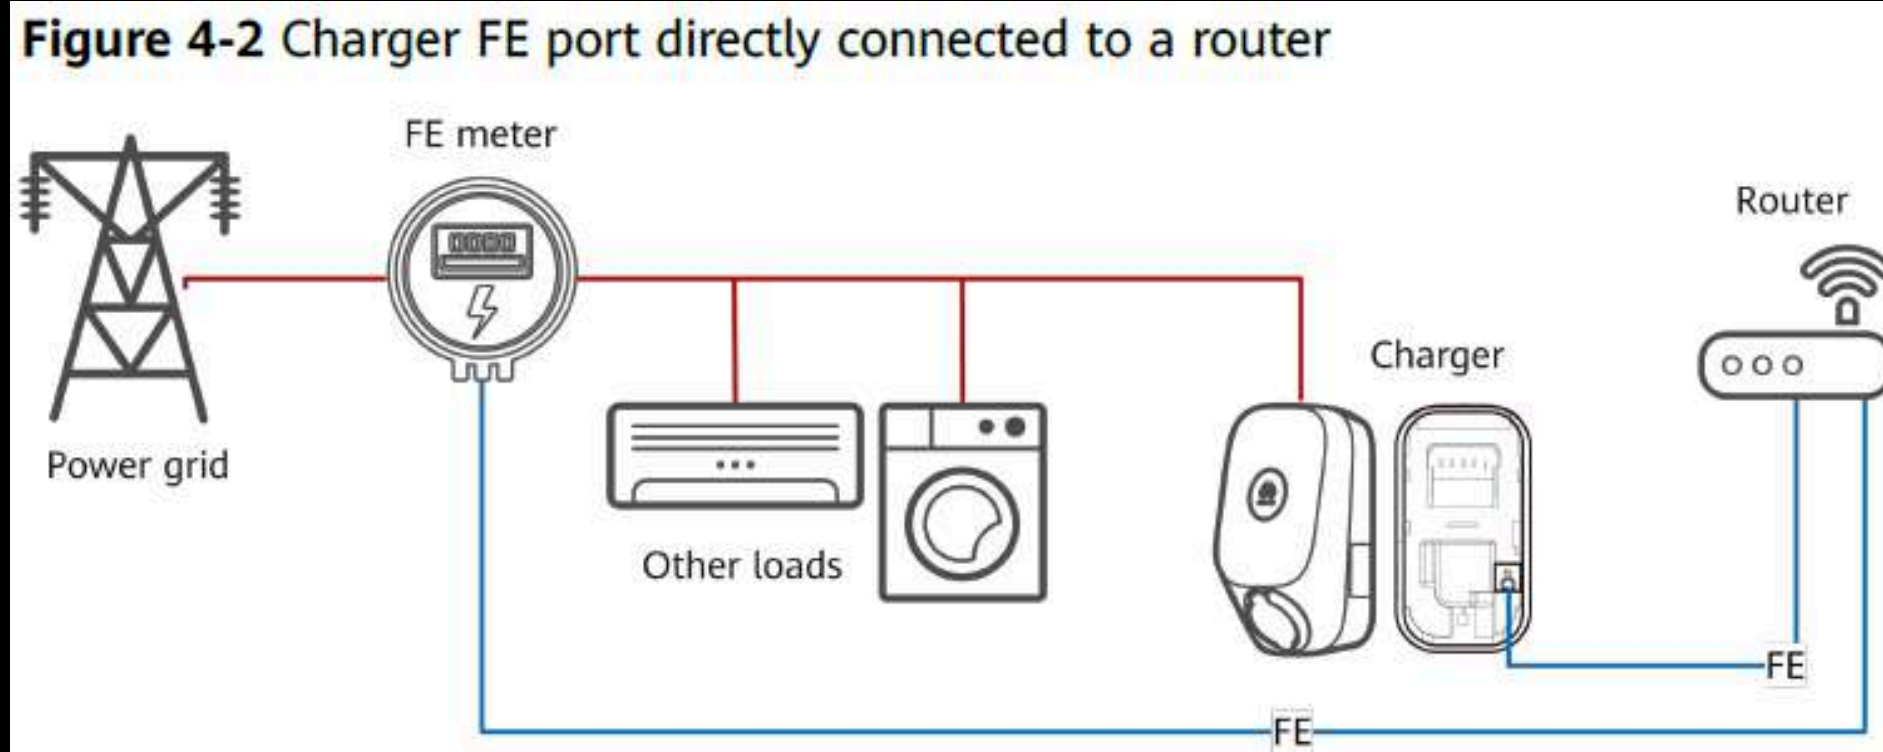 Figure 4-2 Charger FE port directly connected to a router
FE meter
Router
Charger
Power grid
Other loads
FE
FE